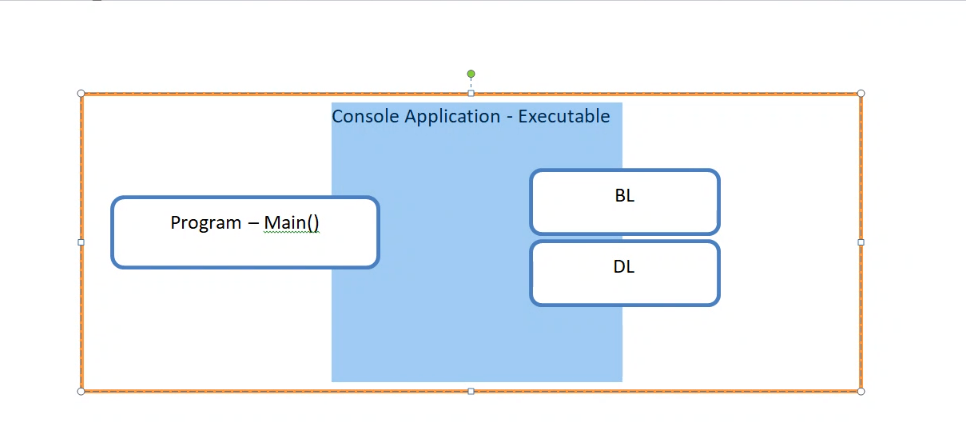 Console Application - Executable
Program – Main()
BL
DL